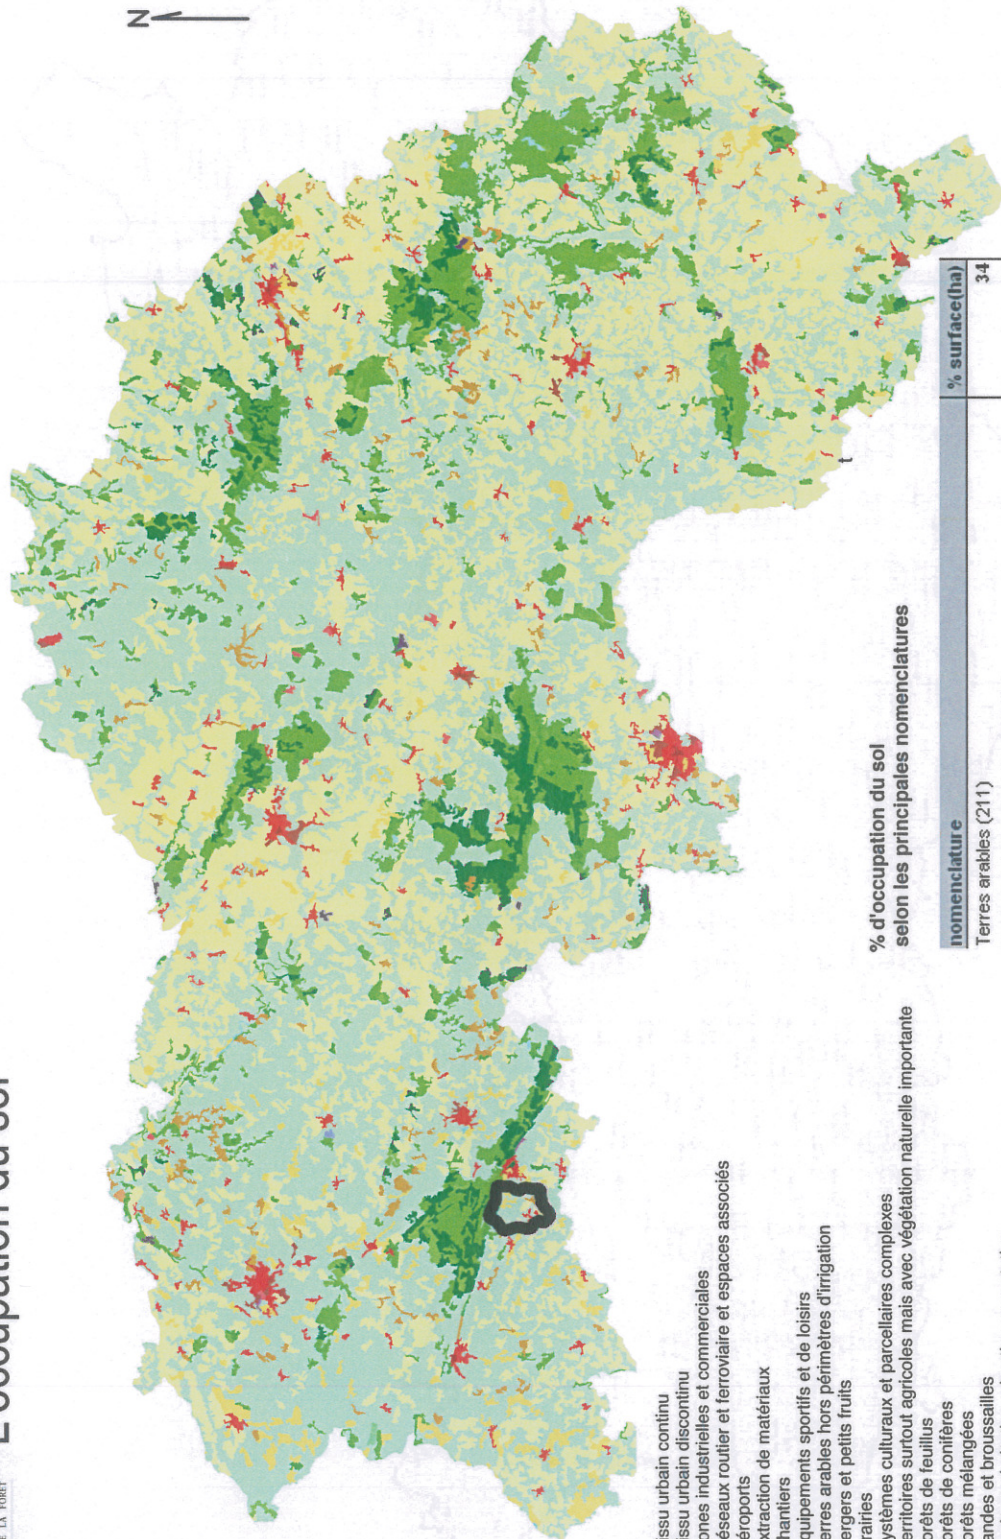 E LA FORÊT
L'occupation du sol
N
t
issu urbain continu
issu urbain discontinu
ones industrielles et commerciales
éseaux routier et ferroviaire et espaces associés
éroports
xtraction de matériaux
hantiers
quipements sportifs et de loisirs
erres arables hors périmètres d'irrigation
ergers et petits fruits
rairies
ystèmes culturaux et parcellaires complexes
erritoires surtout agricoles mais avec végétation naturelle importante
orêts de feuillus
orêts de conifères
orêts mélangées
andes et broussailles
% d'occupation du sol
selon les principales nomenclatures
nomenclature % surface(ha)
Terres arables (211) 34